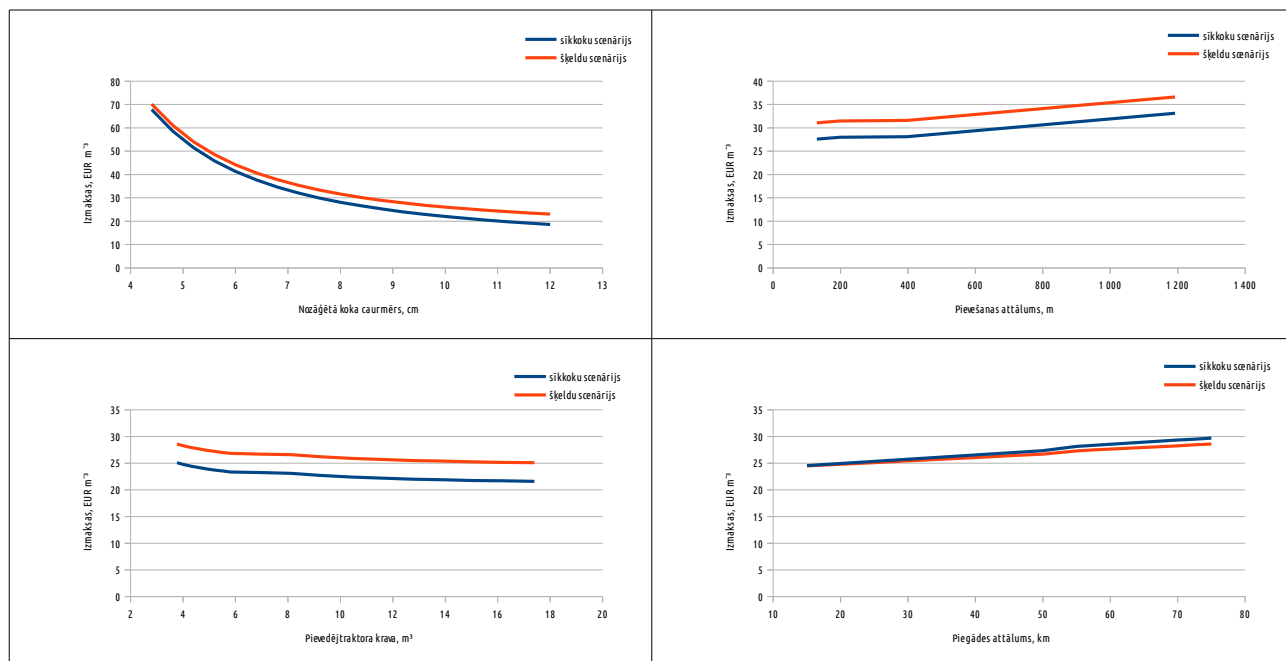 sīkkoku scenārijs
šķeldu scenārijs
Izmaksas, EUR m⁻³
80
70
60
50
40
30
20
10
0
4 5 6 7 8 9 10 11 12 13
Nozāģētā koka caurmērs, cm
sīkkoku scenārijs
šķeldu scenārijs
Izmaksas, EUR m⁻³
40
35
30
25
20
15
10
5
0
0 200 400 600 800 1 000 1 200 1 400
Pievešanas attālums, m
sīkkoku scenārijs
šķeldu scenārijs
Izmaksas, EUR m⁻³
35
30
25
20
15
10
5
0
2 4 6 8 10 12 14 16 18 20
Pievedējtraktora krava, m³
sīkkoku scenārijs
šķeldu scenārijs
Izmaksas, EUR m⁻³
35
30
25
20
15
10
5
0
10 20 30 40 50 60 70 80
Piegādes attālums, km